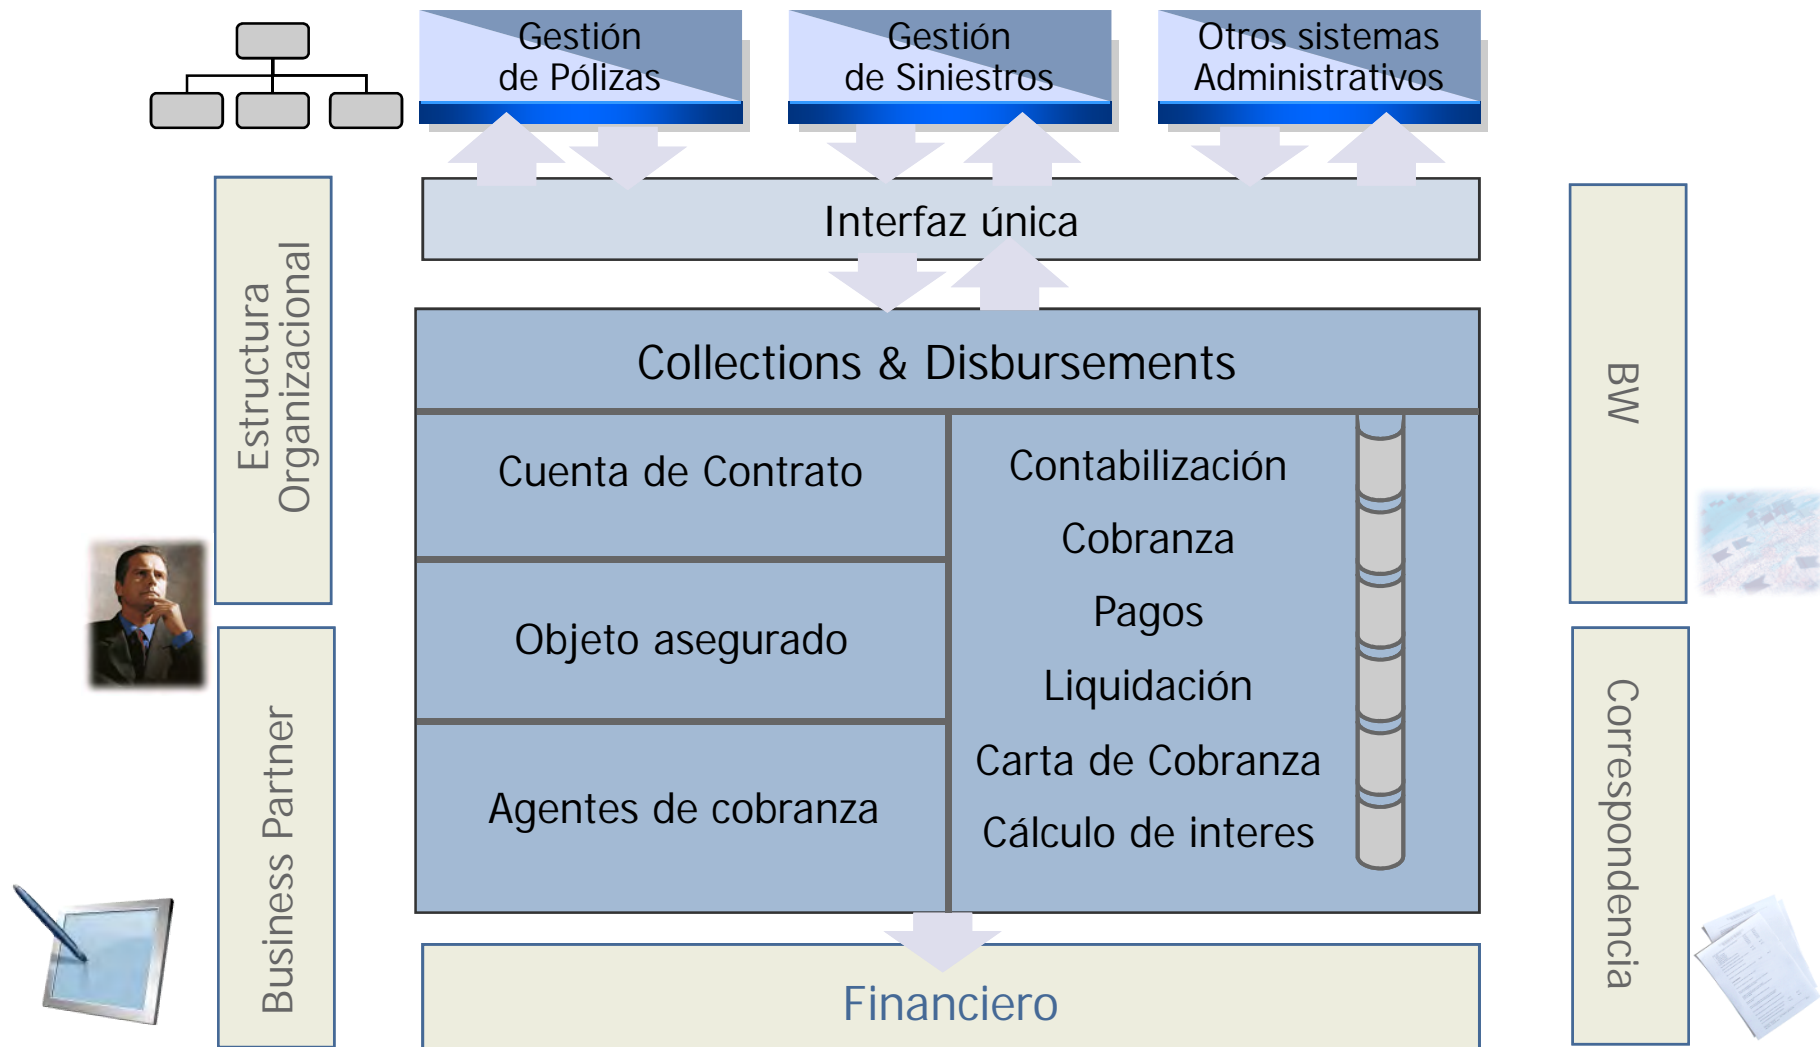 Gestión
de Pólizas
Gestión
de Siniestros
Otros sistemas
Administrativos
Interfaz única
Estructura
Organizacional
Business Partner
Collections & Disbursements
Cuenta de Contrato
Objeto asegurado
Agentes de cobranza
Contabilización
Cobranza
Pagos
Liquidación
Carta de Cobranza
Cálculo de interes
BW
Correspondencia
Financiero